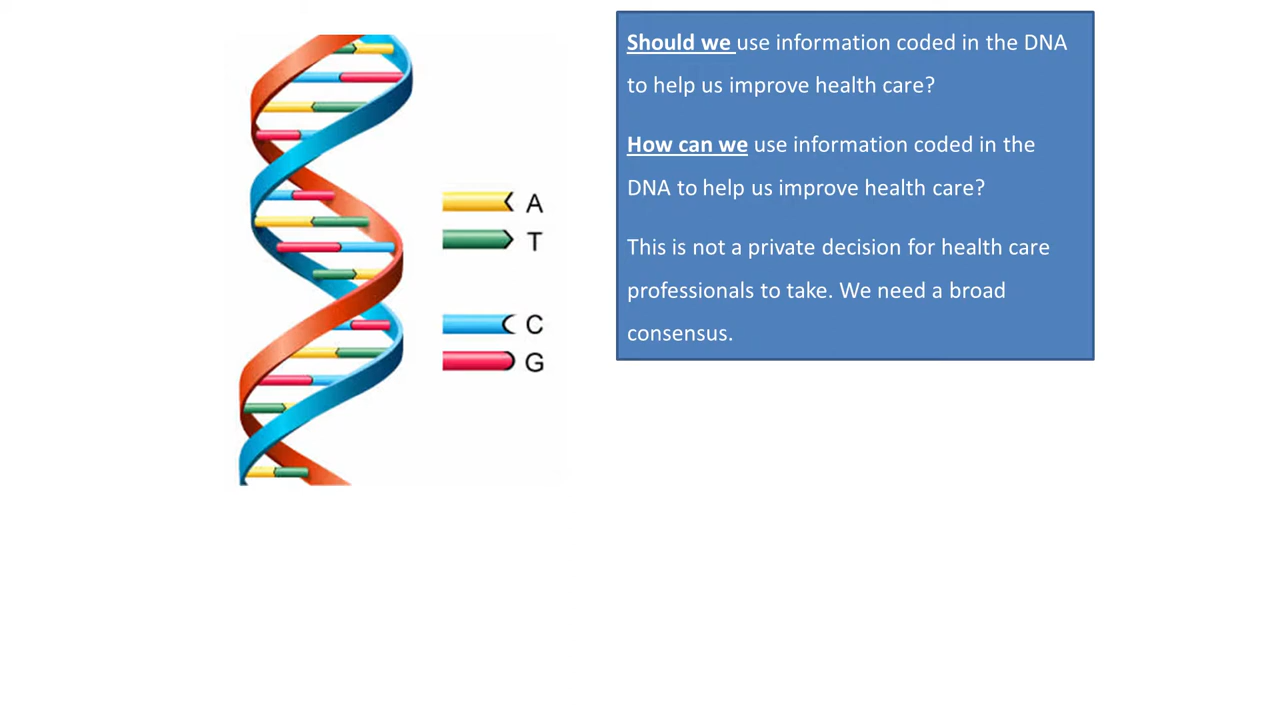 A
T
C
G
Should we use information coded in the DNA
to help us improve health care?
How can we use information coded in the
DNA to help us improve health care?
This is not a private decision for health care
professionals to take. We need a broad
consensus.